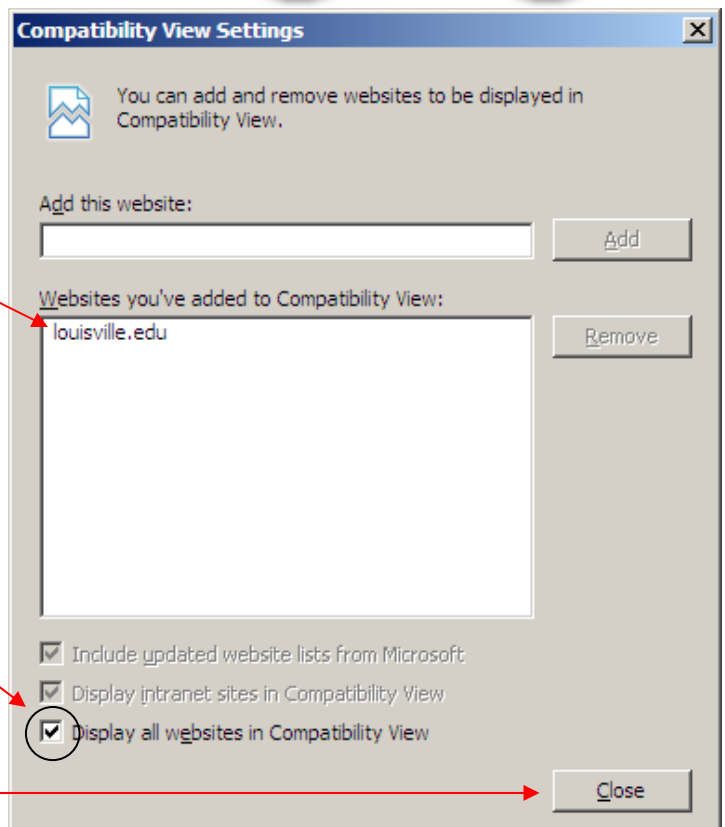 Compatibility View Settings
You can add and remove websites to be displayed in
Compatibility View.
Add this website:
Add
Websites you've added to Compatibility View:
louisville.edu
Remove
Include updated website lists from Microsoft
Display intranet sites in Compatibility View
Display all websites in Compatibility View
Close